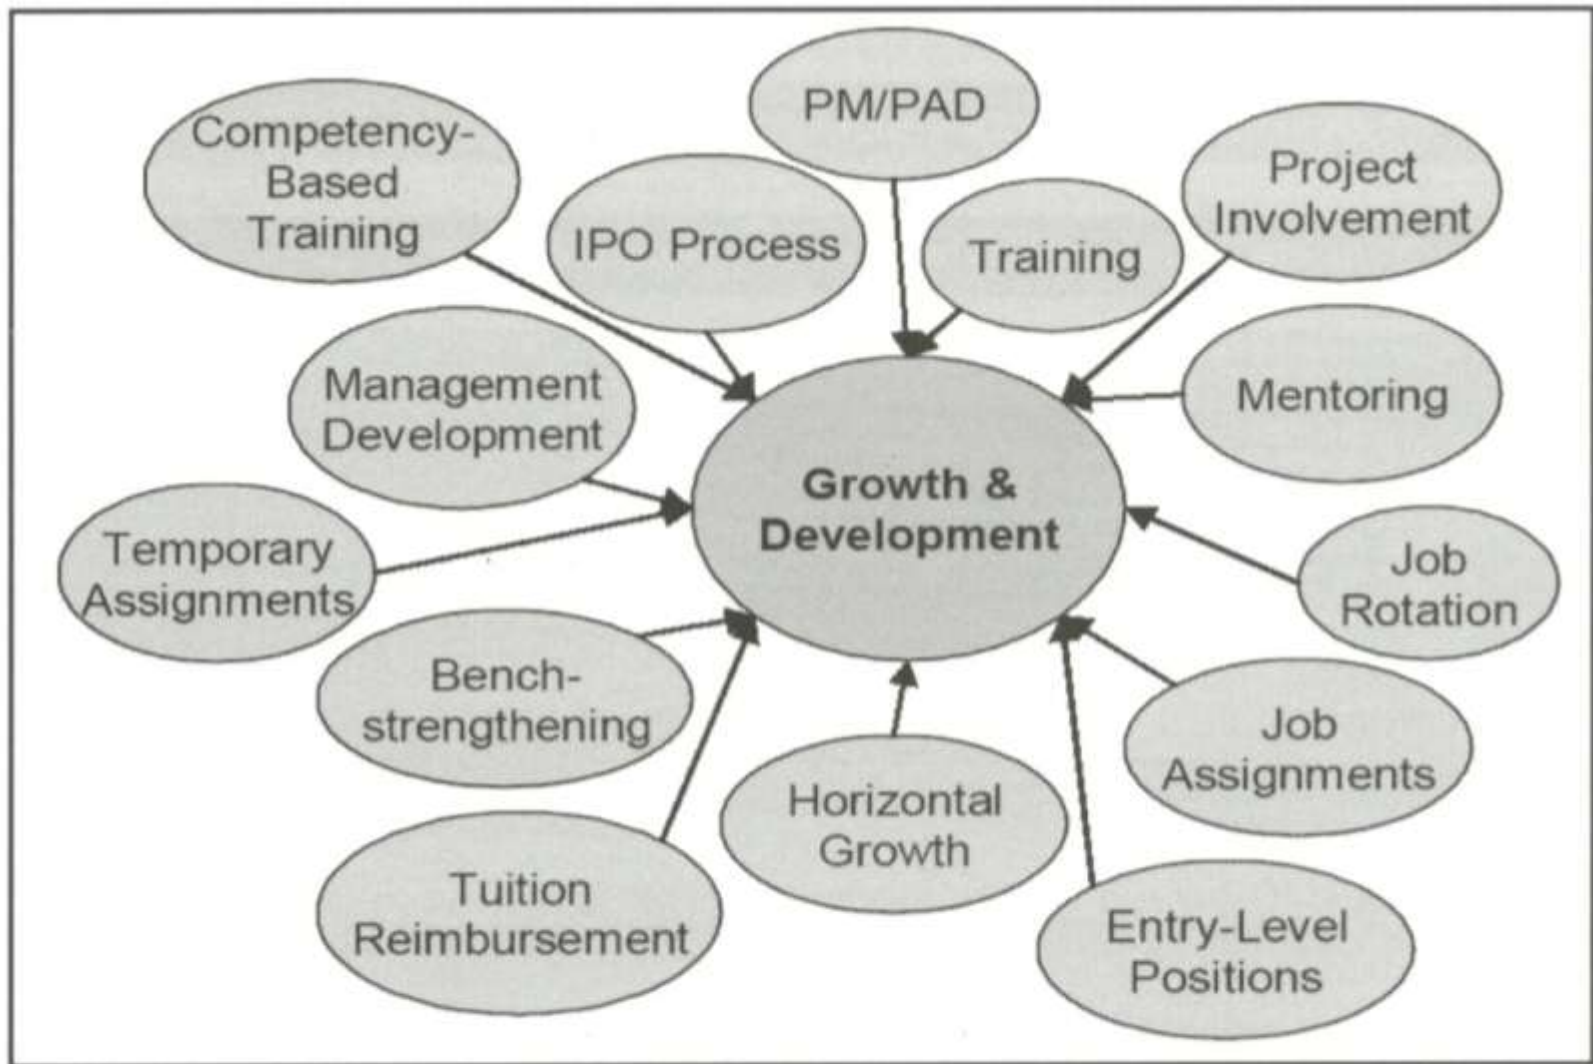 PM/PAD
Competency-
Based
Training
IPO Process
Training
Project
Involvement
Management
Development
Mentoring
Growth &
Development
Temporary
Assignments
Job
Rotation
Bench-
strengthening
Job
Assignments
Horizontal
Growth
Tuition
Reimbursement
Entry-Level
Positions